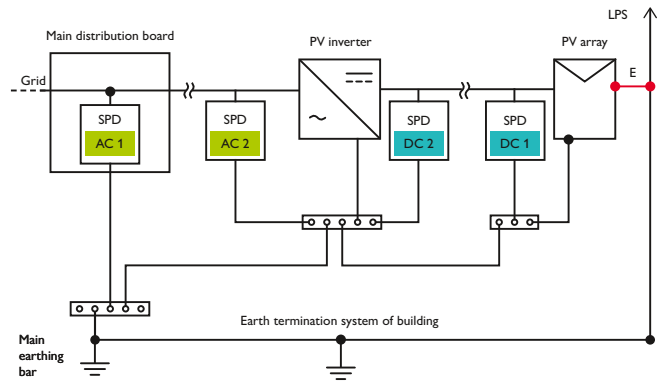 LPS
Main distribution board
PV inverter
PV array
Grid
E
SPD
AC 1
SPD
AC 2
SPD
DC 2
SPD
DC 1
Earth termination system of building
Main
earthing
bar